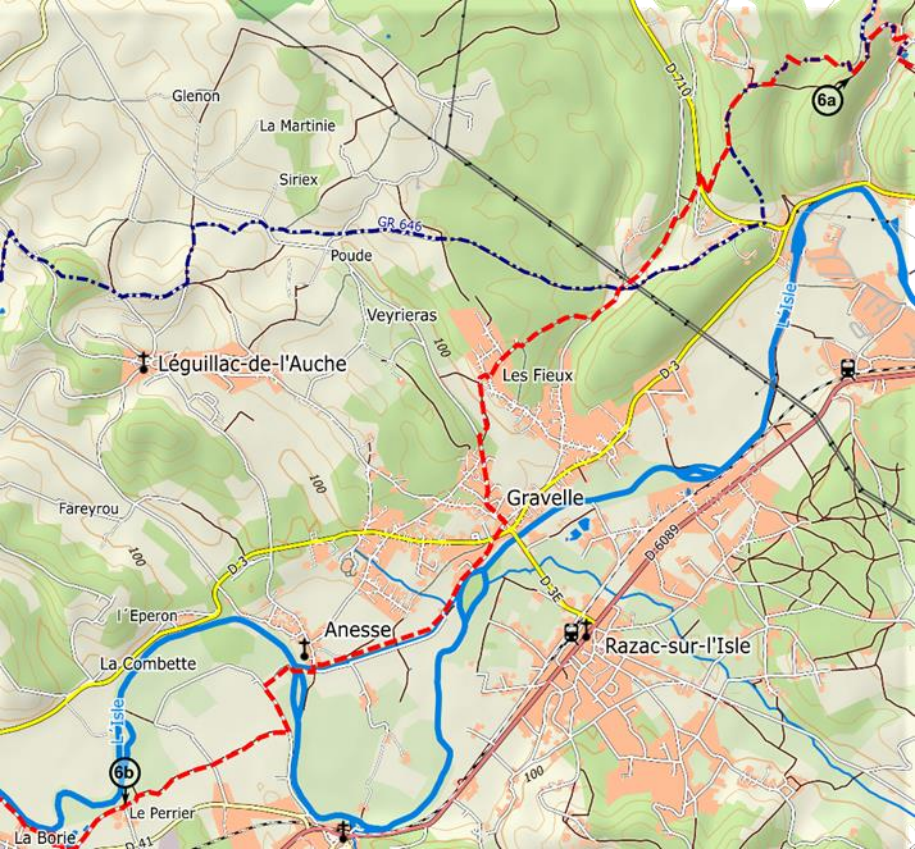 D 710
6a
Glenon
La Martinie
Siriex
GR 646
Poude
L'Isle
Veyrieras
100
Léguillac-de-l'Auche
Les Fieux
D 3
100
Gravelle
Fareyrou
D-6089
100
D 3
D-3E
l´Eperon
Anesse
Razac-sur-l'Isle
La Combette
L'Isle
6b
100
Le Perrier
La Borie
D 41